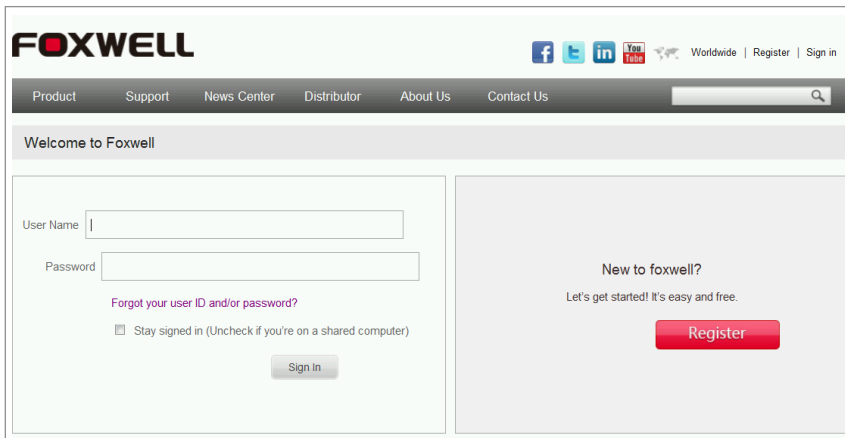 FOXWELL
f t in You Tube Worldwide | Register | Sign in
Product Support News Center Distributor About Us Contact Us
Welcome to Foxwell
User Name
Password
Forgot your user ID and/or password?
Stay signed in (Uncheck if you're on a shared computer)
Sign In
New to foxwell?
Let's get started! It's easy and free.
Register